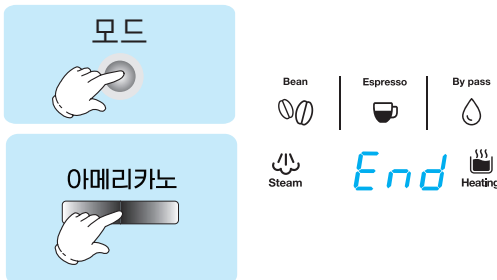 모드
아메리카노
Bean
Espresso
By pass
Steam
End
Heating